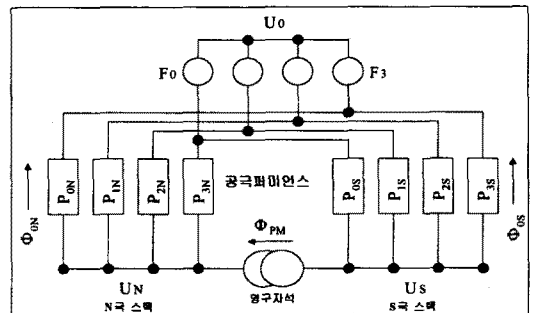 U0
F0 F3
P0N P1N P2N P3N 공극퍼미언스 P0S P1S P2S P3S
Φ0N ΦPM Φ0S
UN 영구자석 US
N극 스택 S극 스택